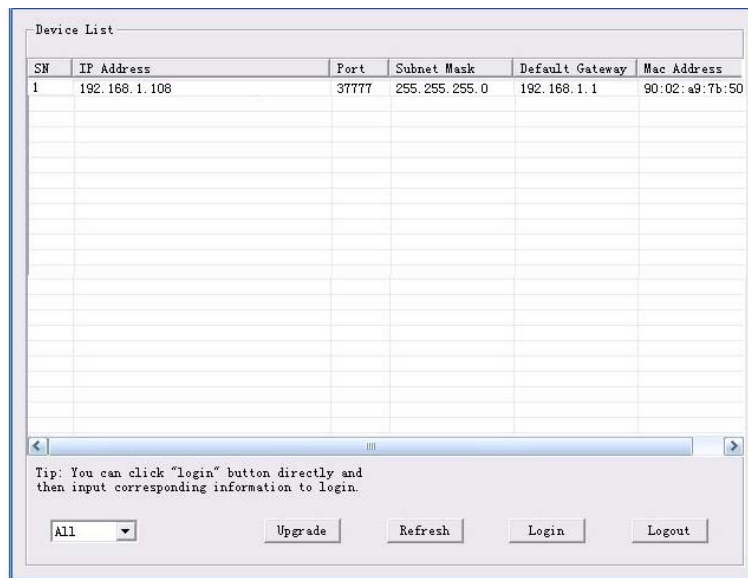 Device List
SN IP Address Port Subnet Mask Default Gateway Mac Address
1 192.168.1.108 37777 255.255.255.0 192.168.1.1 90:02:a9:7b:50
Tip: You can click "login" button directly and
then input corresponding information to login.
All Upgrade Refresh Login Logout